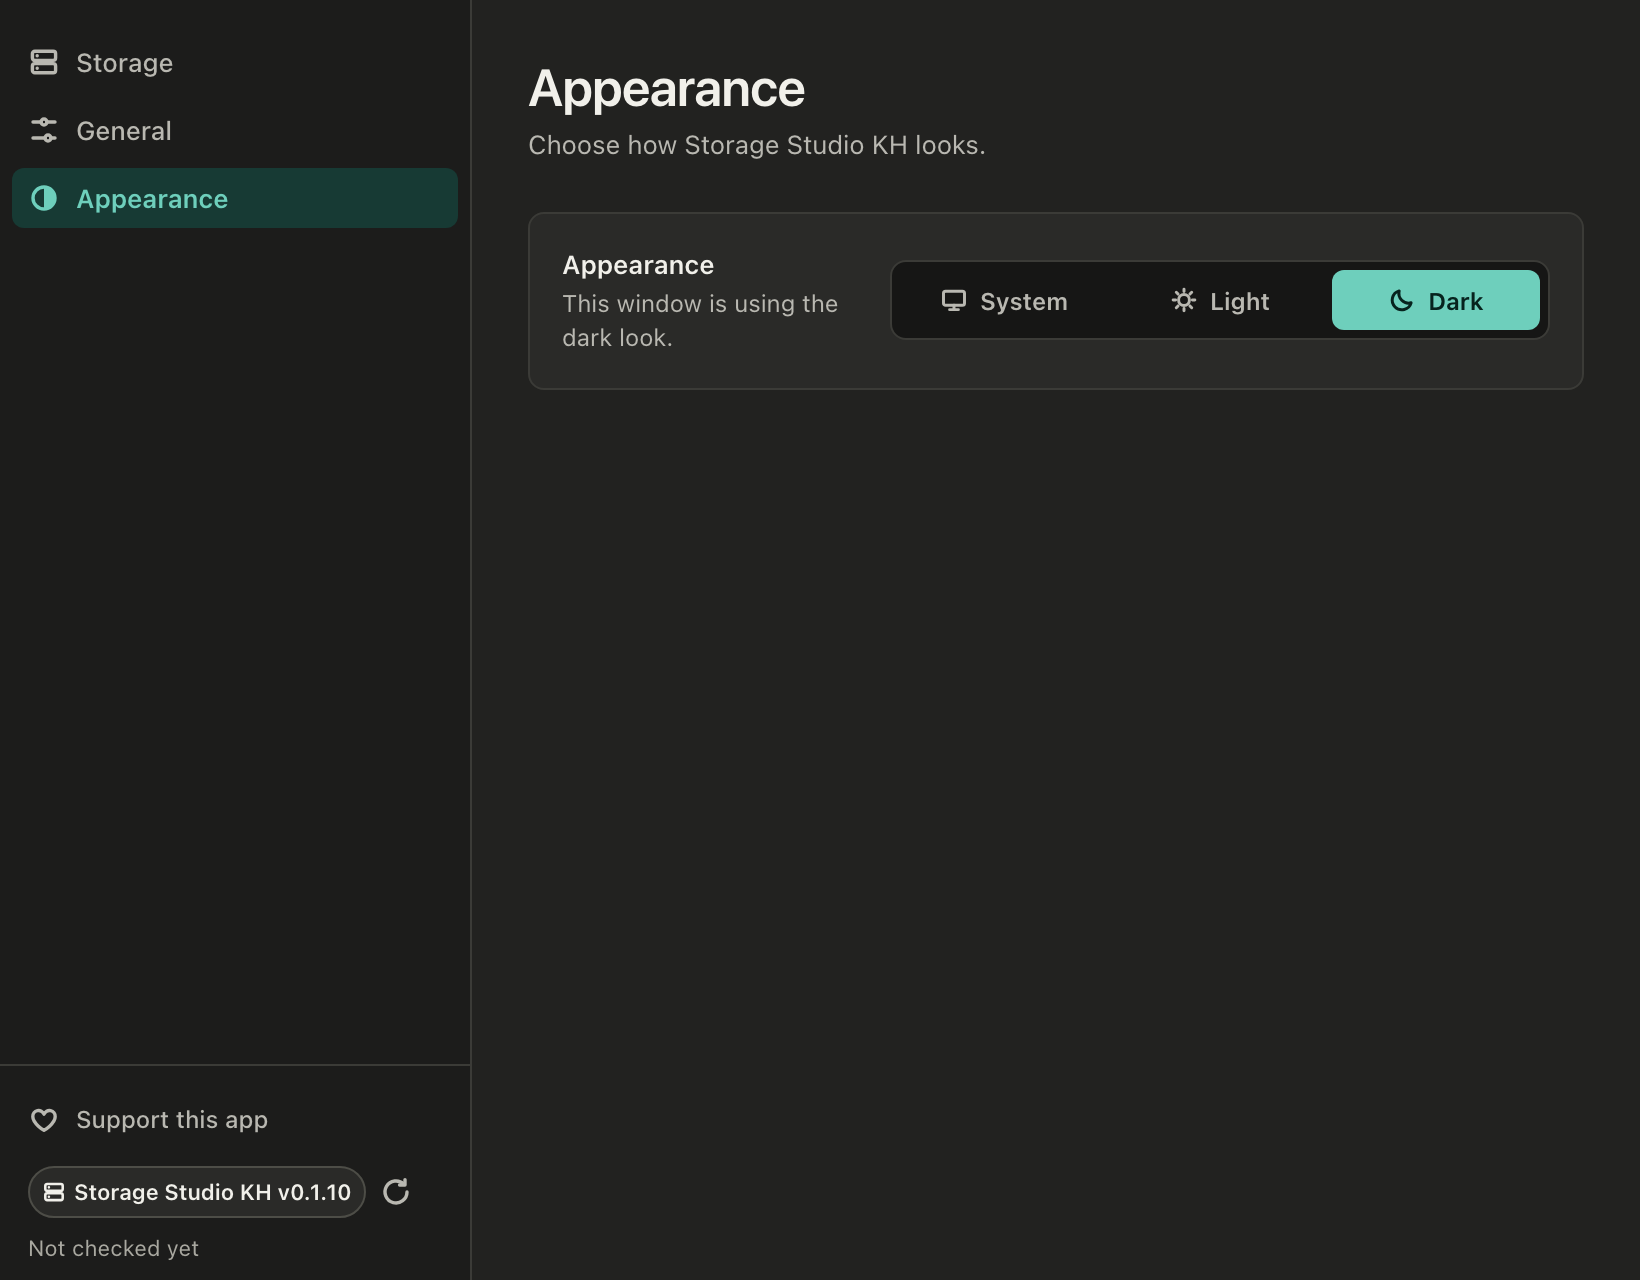 Storage
General
Appearance
Appearance
Choose how Storage Studio KH looks.
Appearance
This window is using the
dark look.
System
Light
Dark
Support this app
Storage Studio KH v0.1.10
Not checked yet